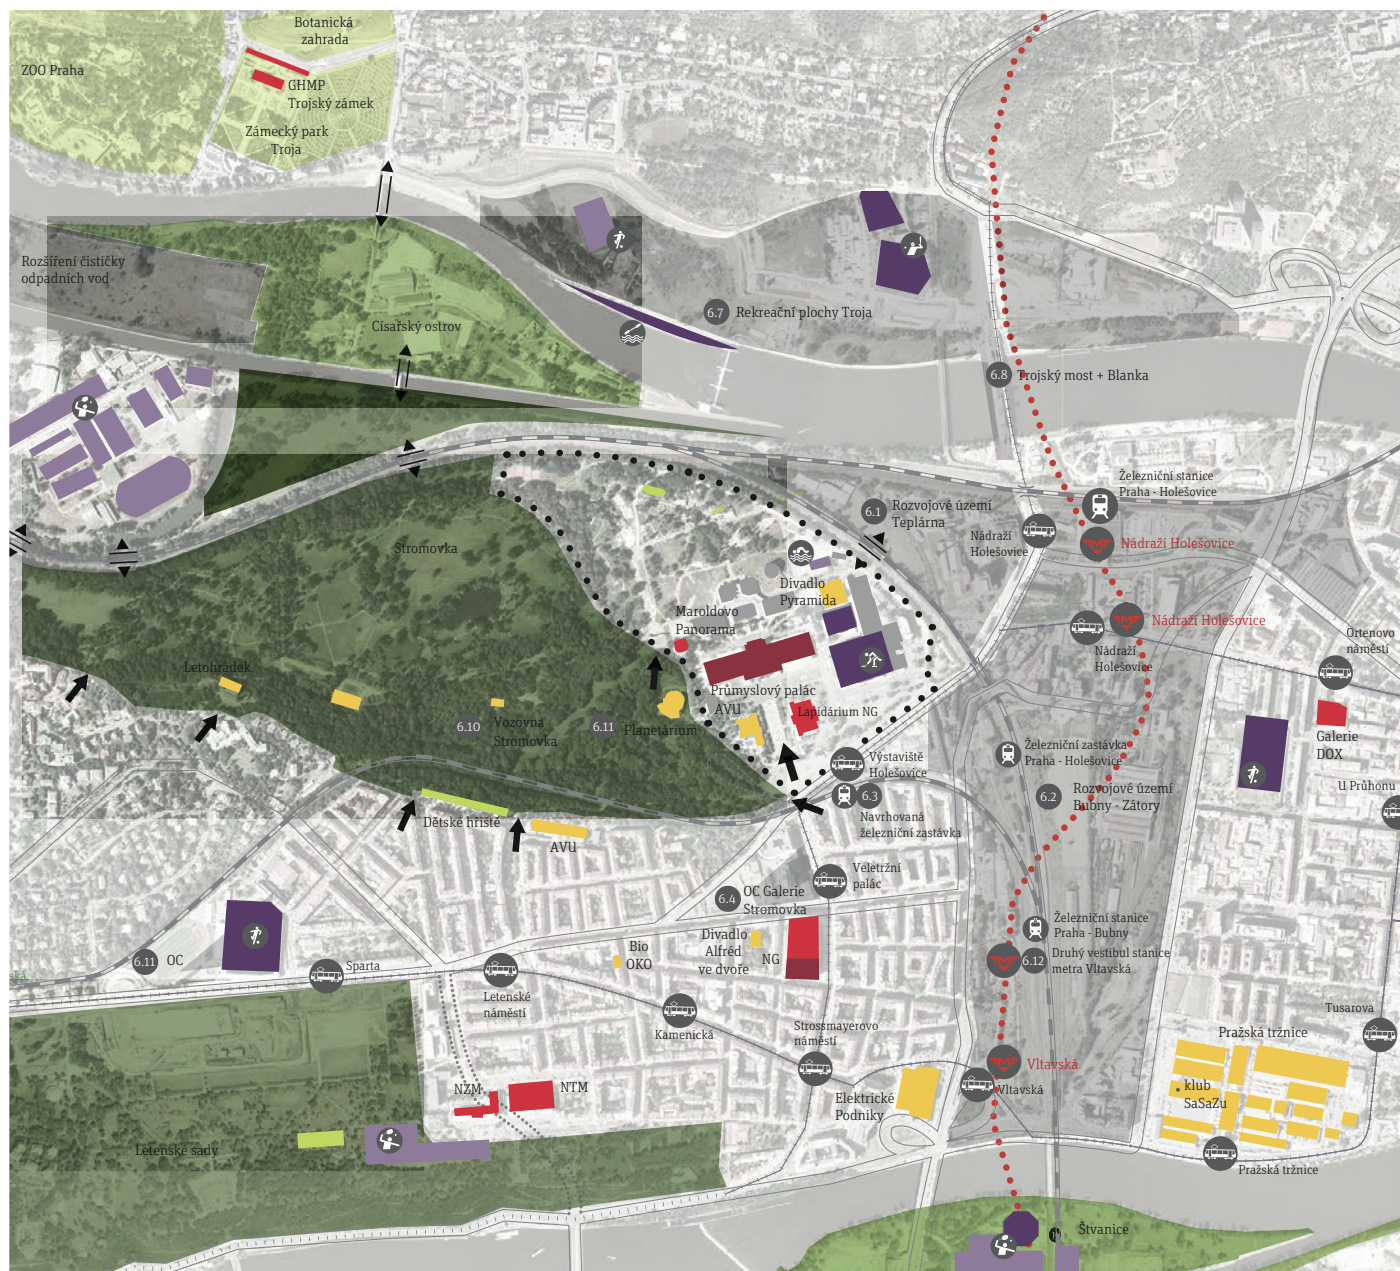 Botanická
zahrada
ZOO Praha
GHMP
Trojský zámek
Zámecký park
Troja
Rozšíření čističky
odpadních vod
Císařský ostrov
6.7 Rekreační plochy Troja
6.8 Trojský most + Blanka
Železniční stanice
Praha - Holešovice
6.1 Rozvojové území
Teplárna
Nádraží
Holešovice
Nádraží Holešovice
Stromovka
Divadlo
Pyramida
Maroldovo
Panorama
Nádraží Holešovice
Nádraží
Holešovice
Ortenovo
náměstí
Letohrádek
Průmyslový palác
AVU
Lapidárium NG
6.10 Vozovna
Stromovka
6.11 Planetárium
Galerie
DOX
Železniční zastávka
Praha - Holešovice
Výstaviště
Holešovice
U Průhonu
6.2 Rozvojové území
Bubny - Zátory
6.3
Navrhovaná
železniční zastávka
Dětské hřiště
AVU
Veletržní
palác
6.4 OC Galerie
Stromovka
Železniční stanice
Praha - Bubny
Divadlo
Alfréd
ve dvoře
NG
Bio
OKO
6.12 Druhý vestibul stanice
metra Vltavská
6.11 OC
ská
Sparta
Letenské
náměstí
Kamenická
Strossmayerovo
náměstí
Tusarova
Pražská tržnice
Vltavská
Vltavská
NZM
NTM
Elektrické
Podniky
klub
SaSaZu
Letenské sady
Pražská tržnice
Štvanice